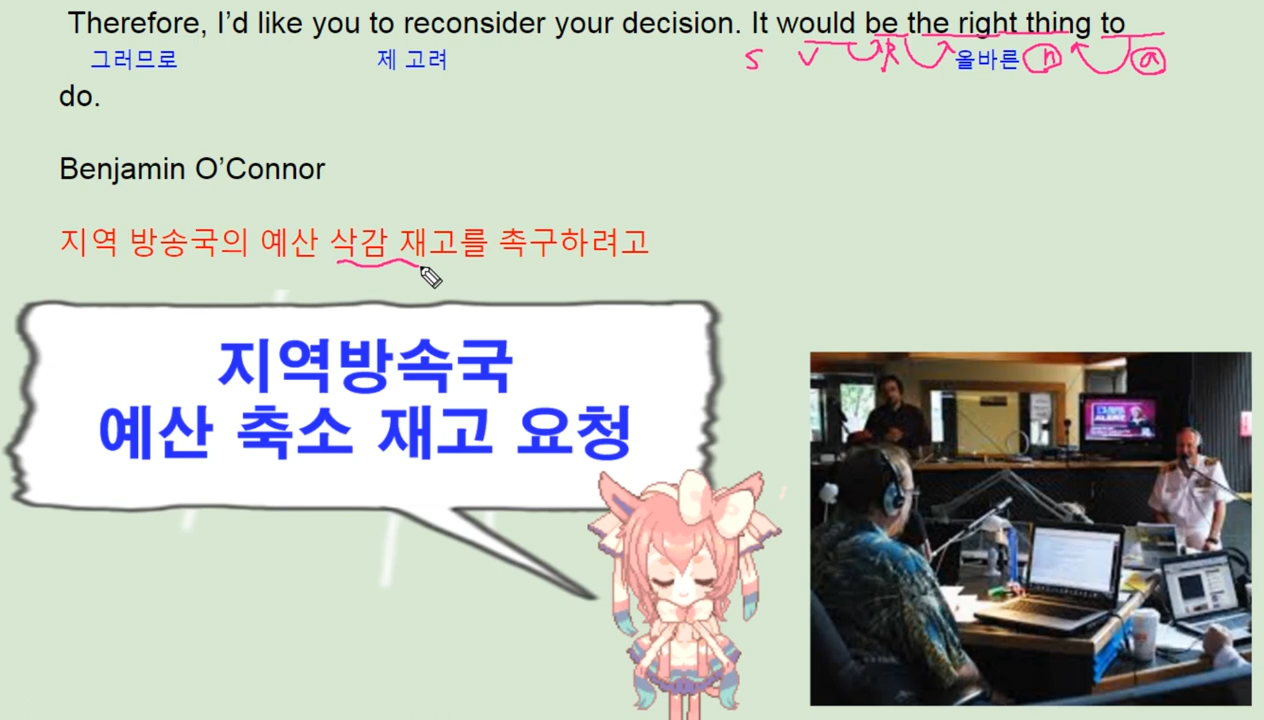 Therefore, I'd like you to reconsider your decision. It would be the right thing to
그러므로 제 고려 S V 올바른 n a
do.
Benjamin O'Connor
지역 방송국의 예산 삭감 재고를 촉구하려고
지역방속국
예산 축소 재고 요청